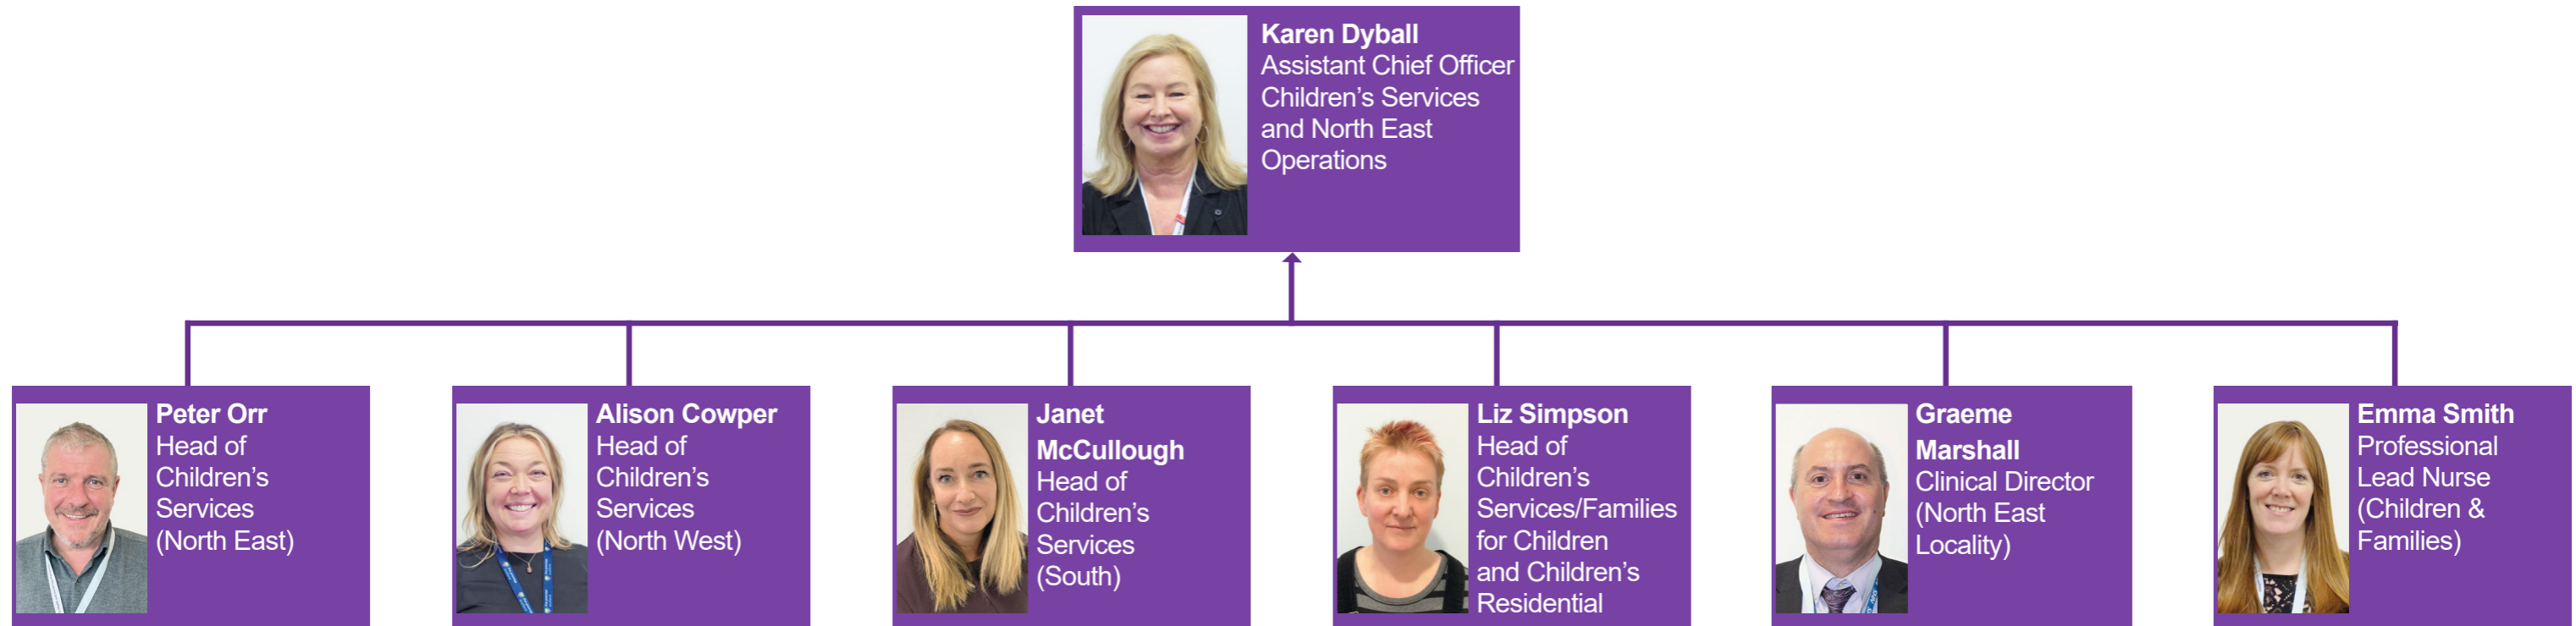 Karen Dyball
Assistant Chief Officer
Children’s Services
and North East
Operations
Peter Orr
Head of
Children’s
Services
(North East)
Alison Cowper
Head of
Children’s
Services
(North West)
Janet
McCullough
Head of
Children’s
Services
(South)
Liz Simpson
Head of
Children’s
Services/Families
for Children
and Children’s
Residential
Graeme
Marshall
Clinical Director
(North East
Locality)
Emma Smith
Professional
Lead Nurse
(Children &
Families)